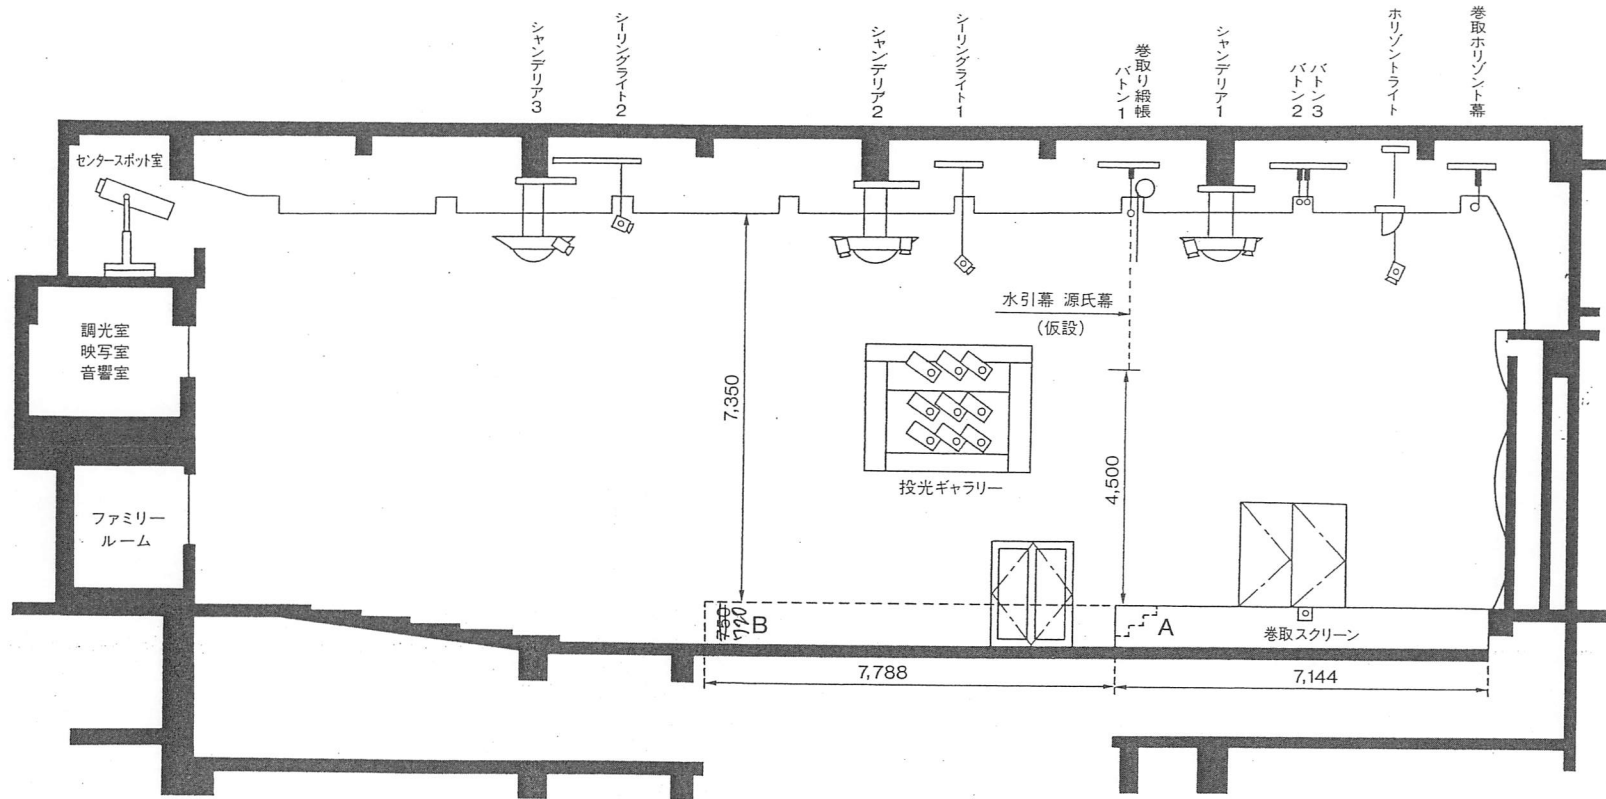 シャンデリア3
シーリングライト2
シャンデリア2
シーリングライト1
バトン1
巻取り緞帳
シャンデリア1
バトン2
バトン3
ホリゾントライト
巻取ホリゾント幕
センタースポット室
調光室
映写室
音響室
水引幕 源氏幕
(仮設)
7,350
投光ギャラリー
4,500
ファミリー
ルーム
750
720
B
A
巻取スクリーン
7,788
7,144